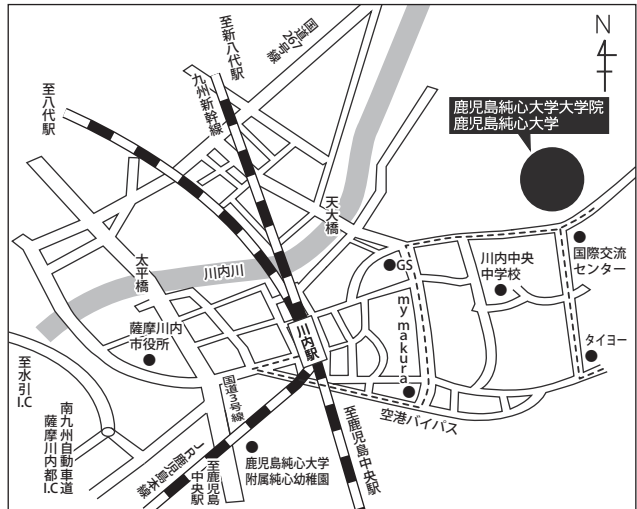 N
至新八代駅
国道
267
号線
九州新幹線
至八代駅
鹿児島純心大学大学院
鹿児島純心大学
天大橋
太平橋
川内川
GS
川内中央
中学校
国際交流
センター
my makura
タイヨー
川内駅
薩摩川内
市役所
国道3号線
空港バイパス
至水引
I.C
南九州自動車道
薩摩川内都I.C
JR鹿児島本線
至鹿児島
中央駅
鹿児島純心大学
附属純心幼稚園
至鹿児島中央駅